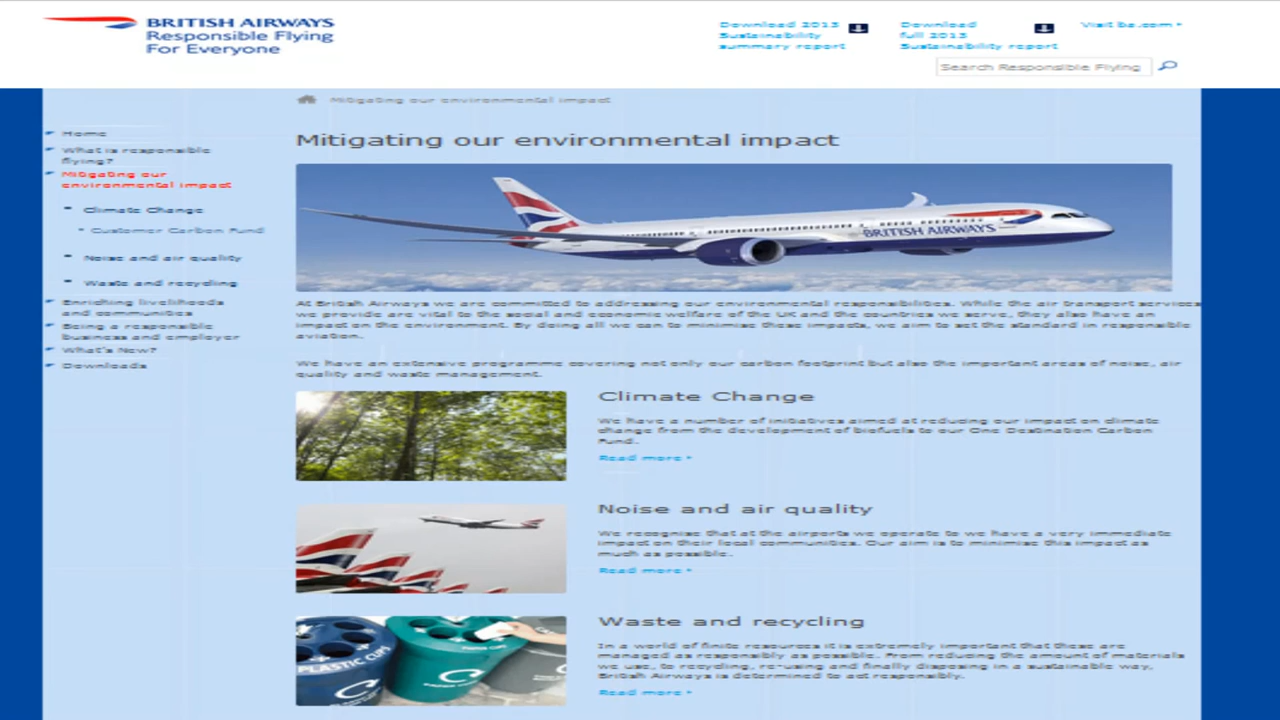 BRITISH AIRWAYS
Responsible Flying
For Everyone
Download 2013
Sustainability
summary report
Download
full 2013
Sustainability report
Visit ba.com
Search Responsible Flying
Mitigating our environmental impact
Home
What is responsible
flying?
Mitigating our
environmental impact
Climate Change
Customer Carbon Fund
Noise and air quality
Waste and recycling
Enriching livelihoods
and communities
Being a responsible
business and employer
What's New?
Downloads
Mitigating our environmental impact
BRITISH AIRWAYS
At British Airways we are committed to addressing our environmental responsibilities. While the air transport services
we provide are vital to the social and economic welfare of the UK and the countries we serve, they also have an
impact on the environment. By doing all we can to minimise these impacts, we aim to set the standard in responsible
aviation.
We have an extensive programme covering not only our carbon footprint but also the important areas of noise, air
quality and waste management.
Climate Change
We have a number of initiatives aimed at reducing our impact on climate
change from the development of biofuels to our One Destination Carbon
Fund.
Read more
Noise and air quality
We recognise that at the airports we operate to we have a very immediate
impact on their local communities. Our aim is to minimise this impact as
much as possible.
Read more
PLASTIC CUPS
Waste and recycling
In a world of finite resources it is extremely important that these are
managed as responsibly as possible. From reducing the amount of materials
we use, to recycling, re-using and finally disposing in a sustainable way,
British Airways is determined to act responsibly.
Read more